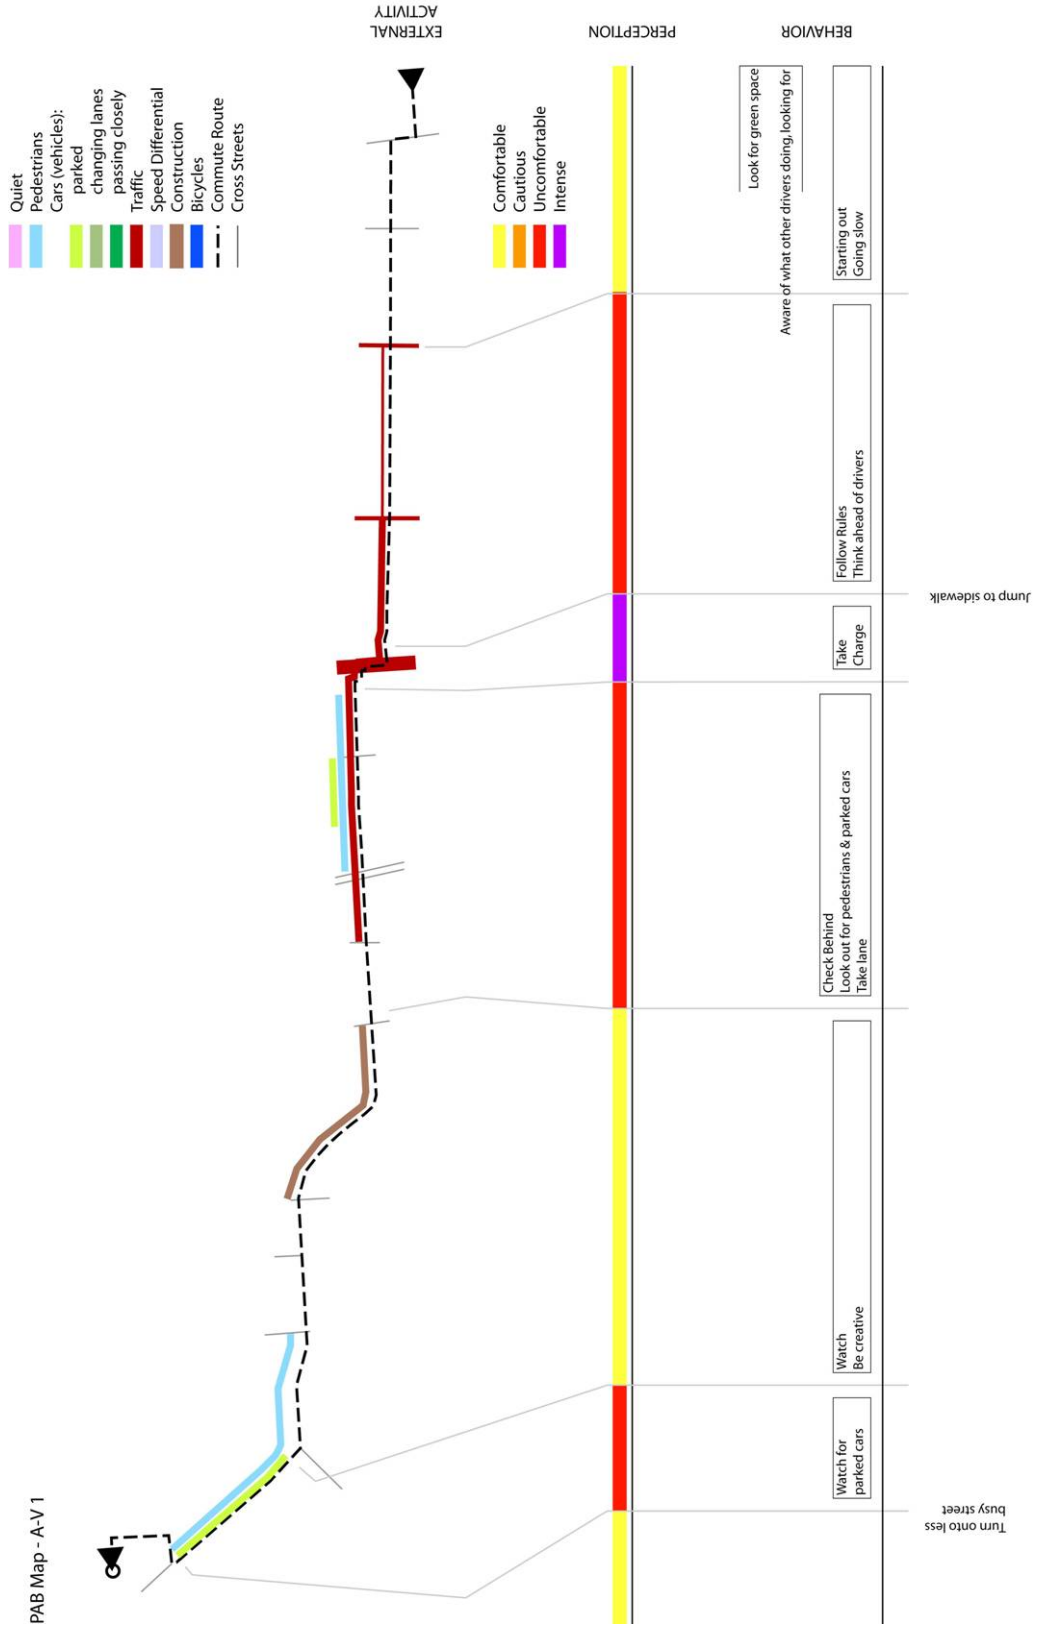 PAB Map - A-V 1
Quiet
Pedestrians
Cars (vehicles):
parked
changing lanes
passing closely
Traffic
Speed Differential
Construction
Bicycles
Commute Route
Cross Streets
EXTERNAL
ACTIVITY
Comfortable
Cautious
Uncomfortable
Intense
PERCEPTION
BEHAVIOR
Look for green space
Aware of what other drivers doing,looking for
Watch for
parked cars
Watch
Be creative
Check Behind
Look out for pedestrians & parked cars
Take lane
Take
Charge
Follow Rules
Think ahead of drivers
Starting out
Going slow
Turn onto less
busy street
Jump to sidewalk